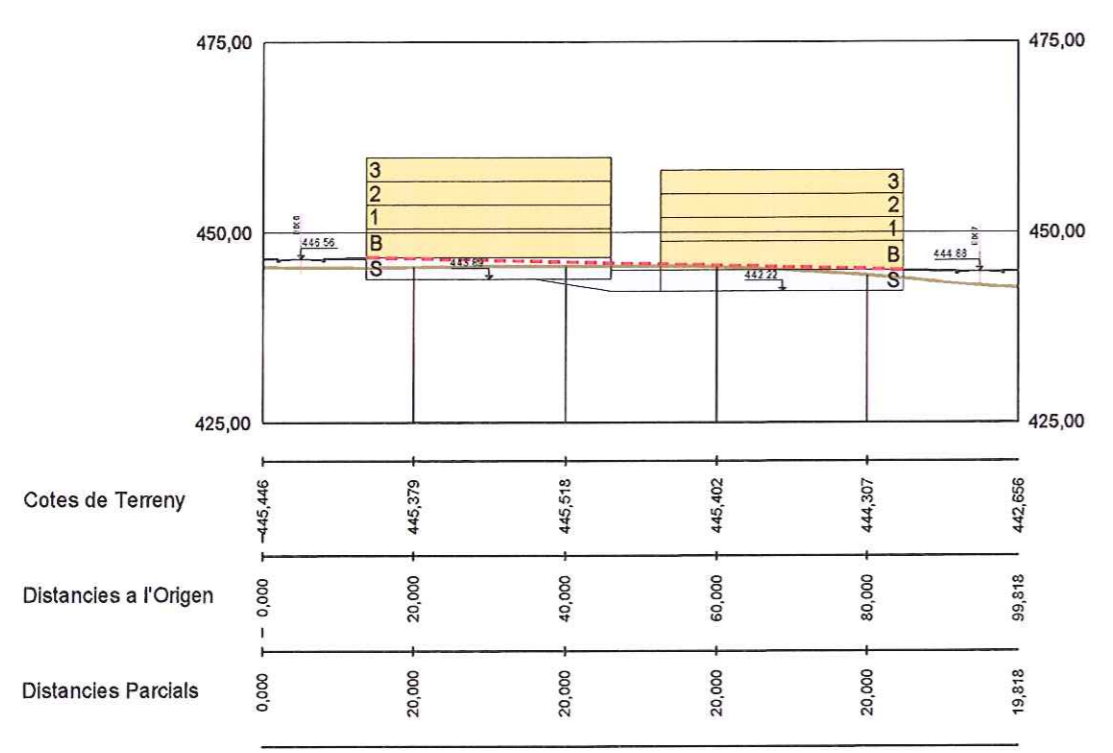 475,00 475,00
3 3
2 2
1 1
450,00 450,00
446.56
B B
444.88
S 443.89 442.22 S
425,00 425,00
Cotes de Terreny 445,446 445,379 445,518 445,402 444,307 442,656
Distancies a l'Origen 0,000 20,000 40,000 60,000 80,000 99,818
Distancies Parcials 0,000 20,000 20,000 20,000 20,000 19,818